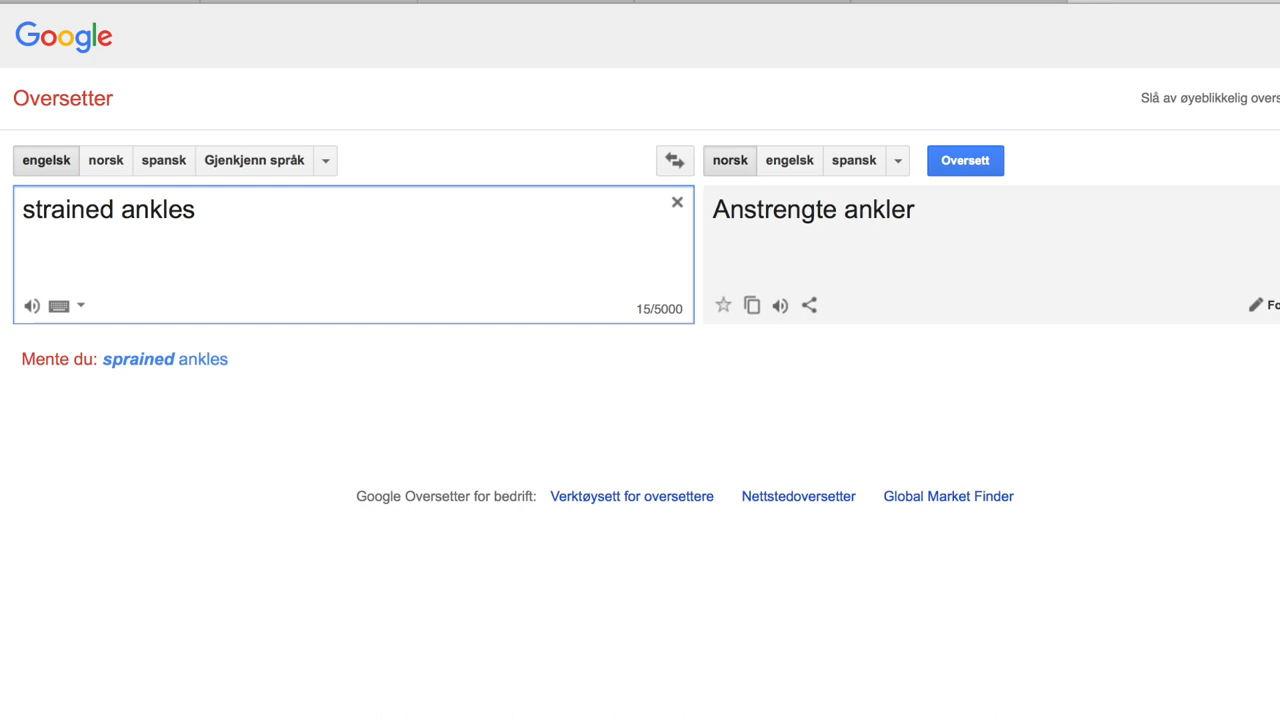 Google
Oversetter
Slå av øyeblikkelig overs
engelsk norsk spansk Gjenkjenn språk
norsk engelsk spansk Oversett
strained ankles
Anstrengte ankler
15/5000
Fo
Mente du: sprained ankles
Google Oversetter for bedrift: Verktøysett for oversettere Nettstedoversetter Global Market Finder